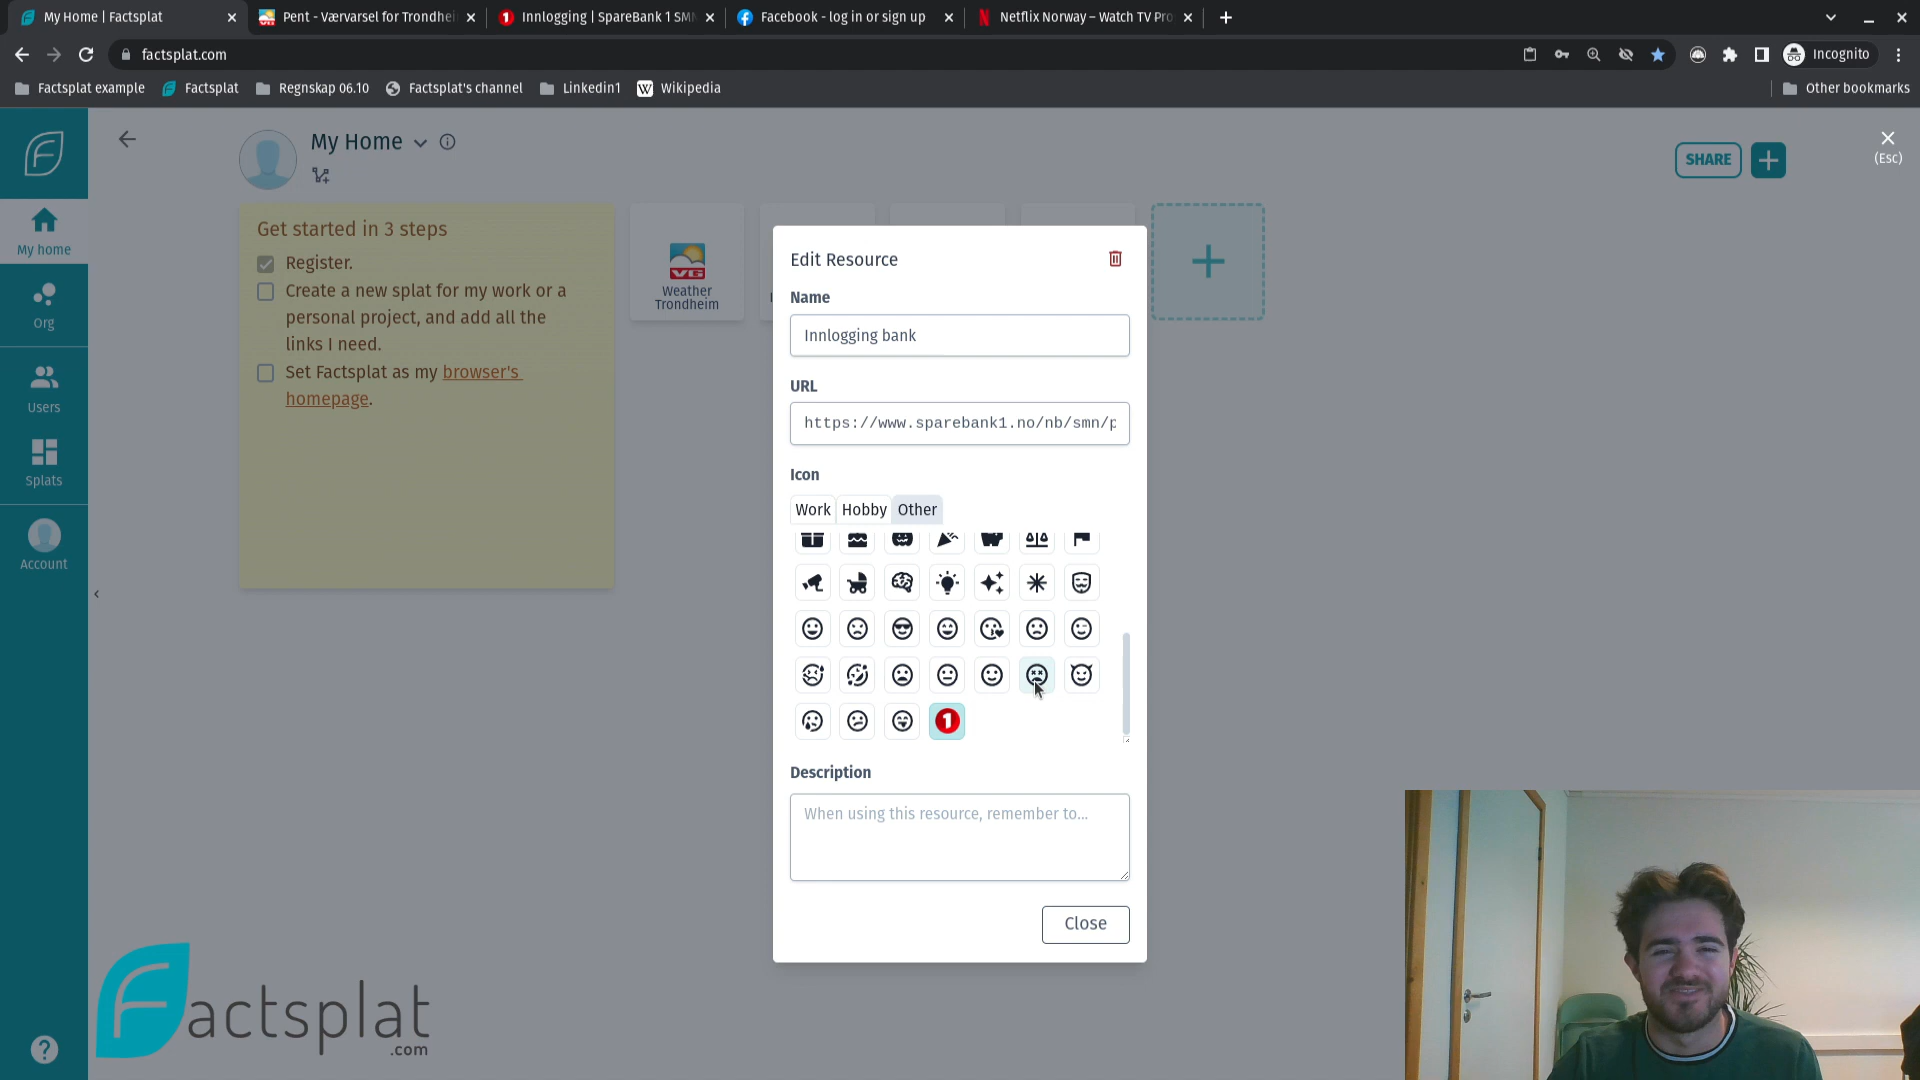 My Home | Factsplat
Pent - Værvarsel for Trondhei
Innlogging | SpareBank 1 SMN
Facebook - log in or sign up
Netflix Norway – Watch TV Pro
factsplat.com
Incognito
Factsplat example
Factsplat
Regnskap 06.10
Factsplat's channel
Linkedin1
W Wikipedia
Other bookmarks
My Home
SHARE
(Esc)
My home
Org
Users
Splats
Account
Get started in 3 steps
Register.
Create a new splat for my work or a
personal project, and add all the
links I need.
Set Factsplat as my browser's
homepage.
VG
Weather
Trondheim
Edit Resource
Name
Innlogging bank
URL
https://www.sparebank1.no/nb/smn/p
Icon
Work Hobby Other
1
Description
When using this resource, remember to...
Close
Factsplat
.com